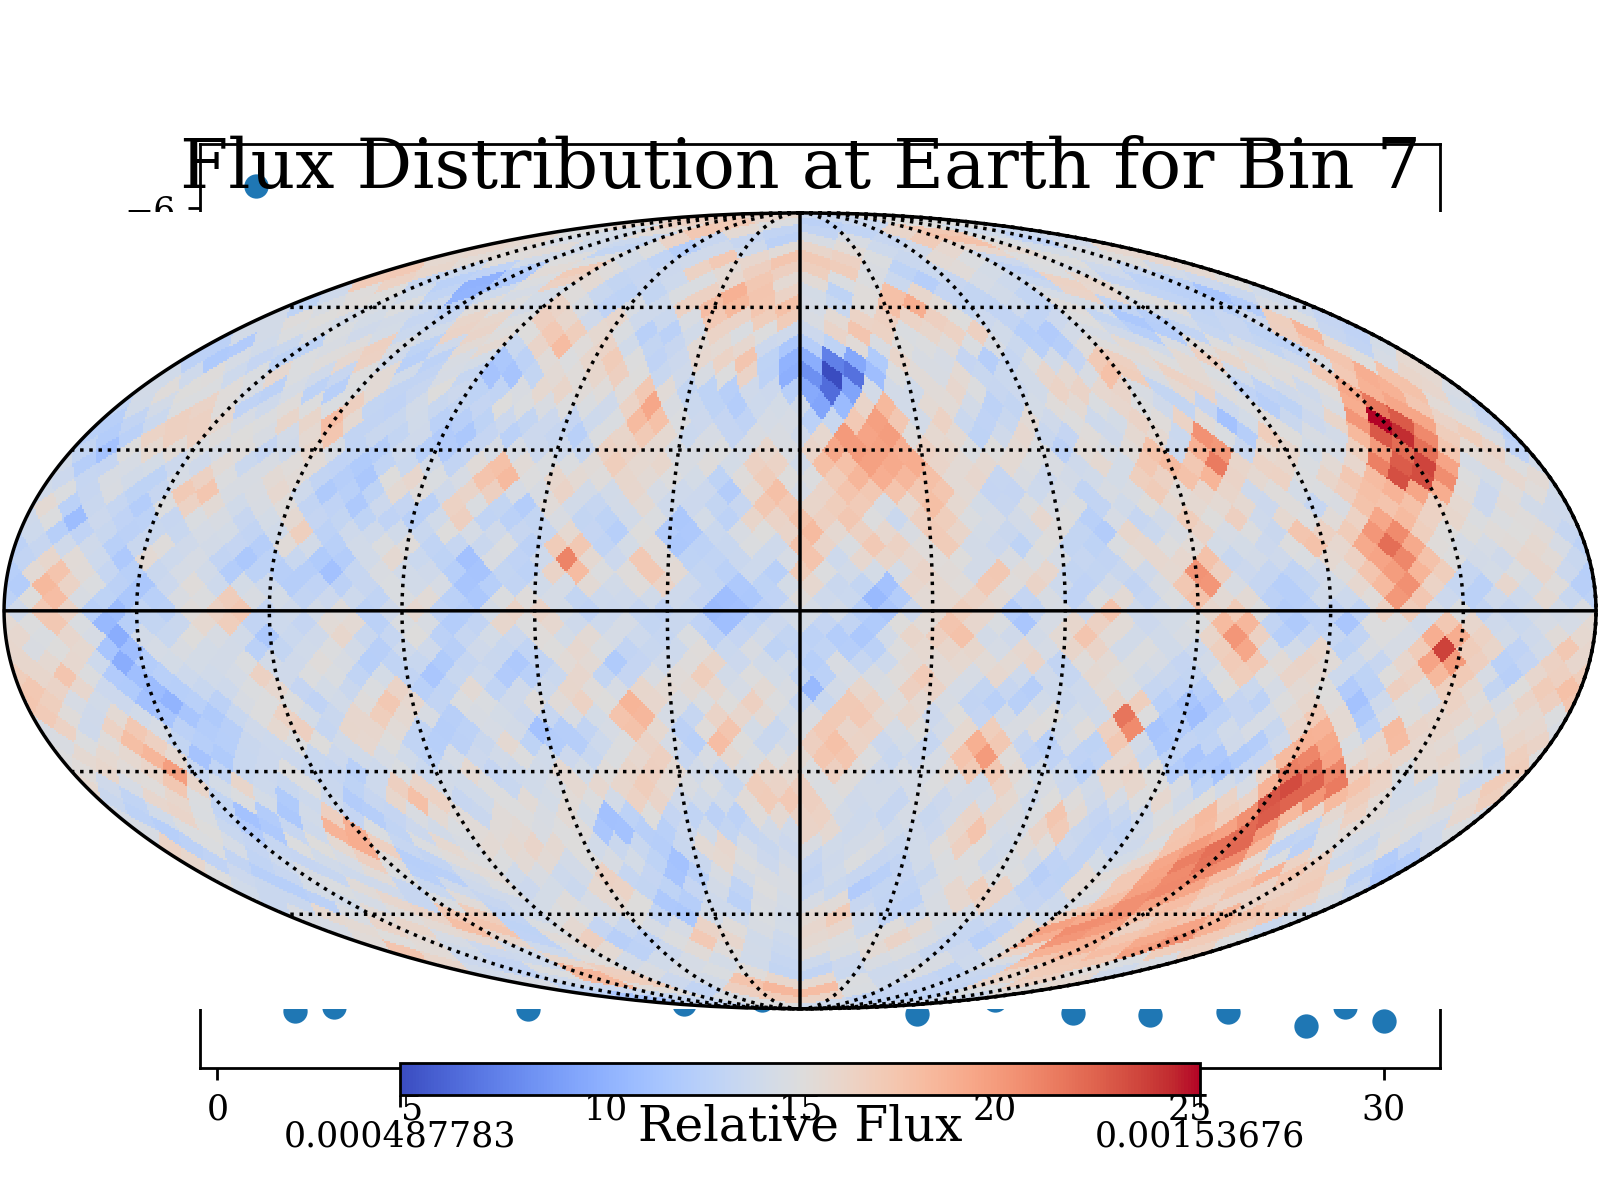 Flux Distribution at Earth for Bin 7
−6
0 5 10 15 20 25 30
Relative Flux
0.000487783 0.00153676